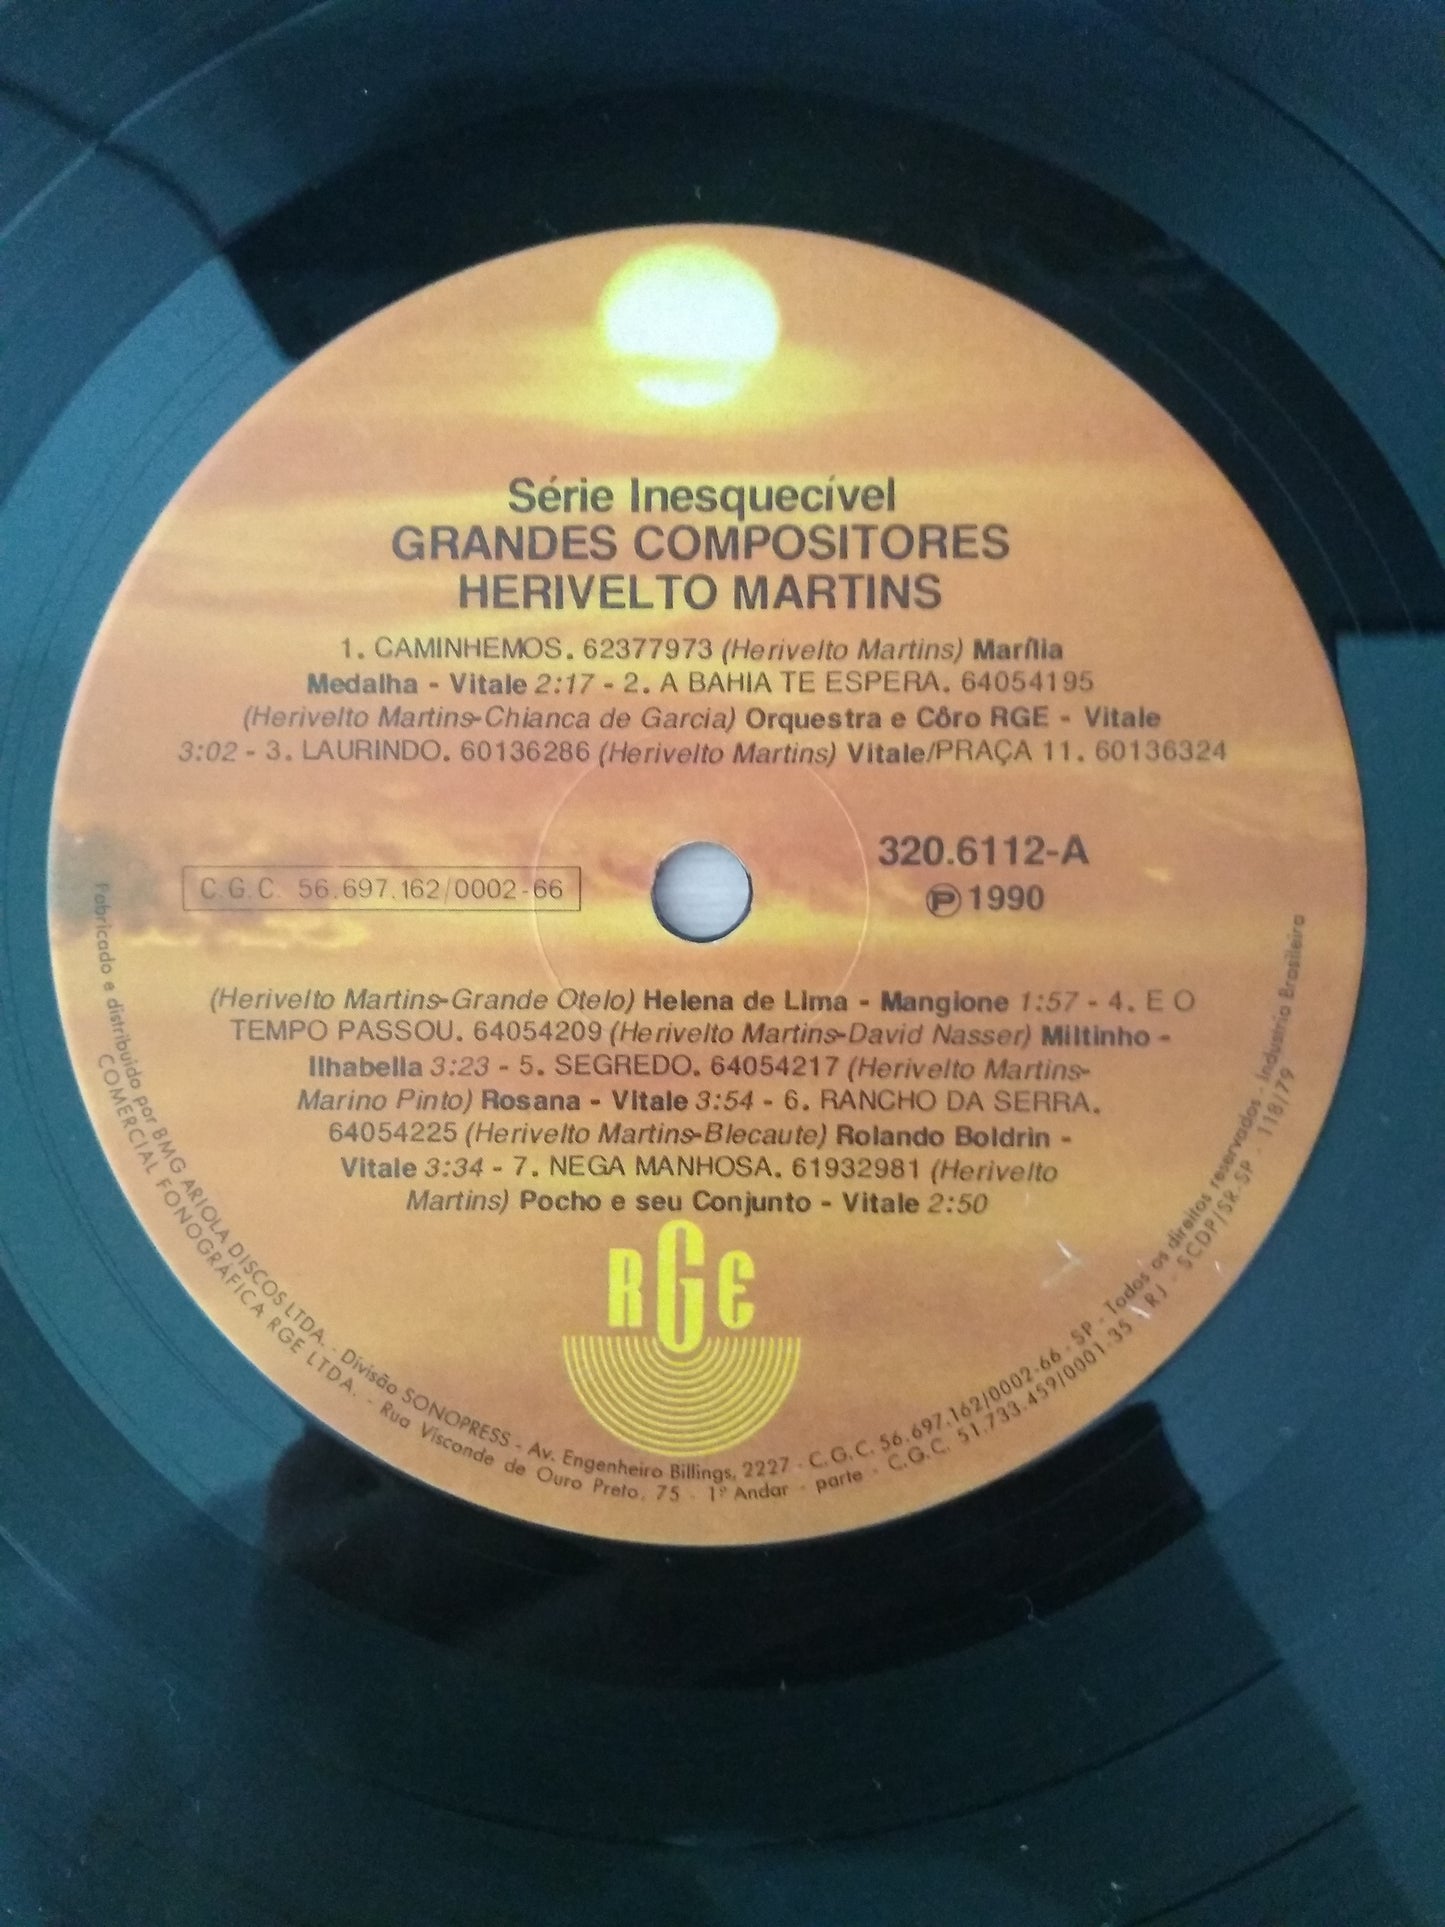 Série Inesquecível
GRANDES COMPOSITORES
HERIVELTO MARTINS
1. CAMINHEMOS. 62377973 (Herivelto Martins) Marília
Medalha - Vitale 2:17 - 2. A BAHIA TE ESPERA. 64054195
(Herivelto Martins-Chianca de Garcia) Orquestra e Côro RGE - Vitale
3:02 - 3. LAURINDO. 60136286 (Herivelto Martins) Vitale/PRAÇA 11. 60136324
320.6112-A
C.G.C. 56.697.162/0002-66
Ⓟ 1990
(Herivelto Martins-Grande Otelo) Helena de Lima - Mangione 1:57 - 4. E O
TEMPO PASSOU. 64054209 (Herivelto Martins-David Nasser) Miltinho -
Ilhabella 3:23 - 5. SEGREDO. 64054217 (Herivelto Martins-
Marino Pinto) Rosana - Vitale 3:54 - 6. RANCHO DA SERRA.
64054225 (Herivelto Martins-Blecaute) Rolando Boldrin -
Vitale 3:34 - 7. NEGA MANHOSA. 61932981 (Herivelto
Martins) Pocho e seu Conjunto - Vitale 2:50
RGE
Fabricado e distribuido por BMG ARIOLA DISCOS LTDA. - Divisão SONOPRESS - Av. Engenheiro Billings, 2227 - C.G.C. 56.697.162/0002-66 - SP - Todos os direitos reservados. Industria Brasileira
COMERCIAL FONOGRÁFICA RGE LTDA. - Rua Visconde de Ouro Preto, 75 - 1º Andar - parte - C.G.C. 51.733.459/0001-35 RJ - SCDP/SR-SP - 118/79